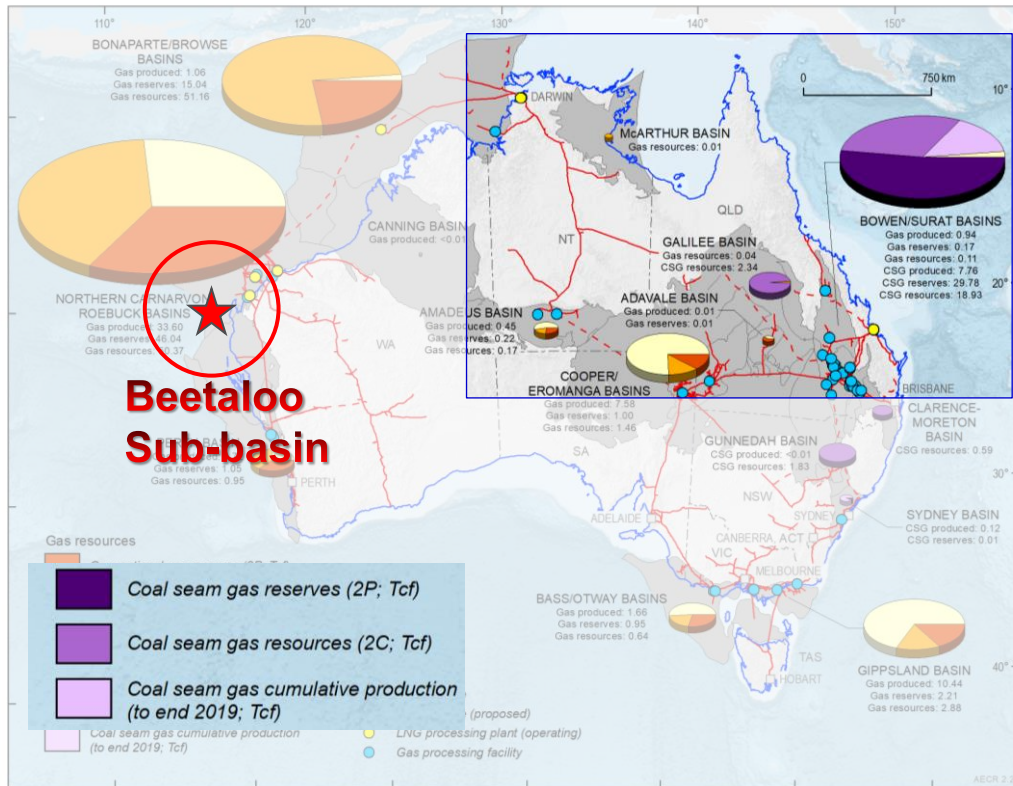 110°
120°
130°
140°
150°
BONAPARTE/BROWSE
BASINS
Gas produced: 1.06
Gas reserves: 15.04
Gas resources: 51.16
0
750 km
10°
DARWIN
McARTHUR BASIN
Gas resources: 0.01
CANNING BASIN
Gas produced: <0.01
QLD
NT
GALILEE BASIN
Gas resources: 0.04
CSG resources: 2.34
BOWEN/SURAT BASINS
Gas produced: 0.94
Gas reserves: 0.17
Gas resources: 0.11
CSG produced: 7.76
CSG reserves: 29.78
CSG resources: 18.93
20°
NORTHERN CARNARVON
ROEBUCK BASINS
Gas produced: 33.60
46.04
ADAVALE BASIN
Gas produced: 0.01
Gas reserves: 0.01
AMADEUS BASIN
Gas produced: 0.45
Gas reserves: 0.22
Gas resources: 0.17
WA
COOPER/
EROMANGA BASINS
Gas produced: 7.58
Gas reserves: 1.00
Gas resources: 1.46
Beetaloo
Sub-basin
1.05
Gas resources: 0.95
PERTH
BRISBANE
CLARENCE-
MORETON
BASIN
CSG resources: 0.59
GUNNEDAH BASIN
CSG produced: <0.01
CSG resources: 1.83
SA
30°
NSW
ADELAIDE
SYDNEY
SYDNEY BASIN
CSG produced: 0.12
CSG reserves: 0.01
CANBERRA, ACT
VIC
MELBOURNE
BASS/OTWAY BASINS
Gas produced: 1.66
Gas reserves: 0.95
Gas resources: 0.64
GIPPSLAND BASIN
Gas produced: 10.44
Gas reserves: 2.21
Gas resources: 2.88
TAS
HOBART
40°
Gas resources
Coal seam gas reserves (2P; Tcf)
Coal seam gas resources (2C; Tcf)
Coal seam gas cumulative production
(to end 2019; Tcf)
(proposed)
Coal seam gas cumulative production
(to end 2019; Tcf)
LNG processing plant (operating)
Gas processing facility
AECR 2.2